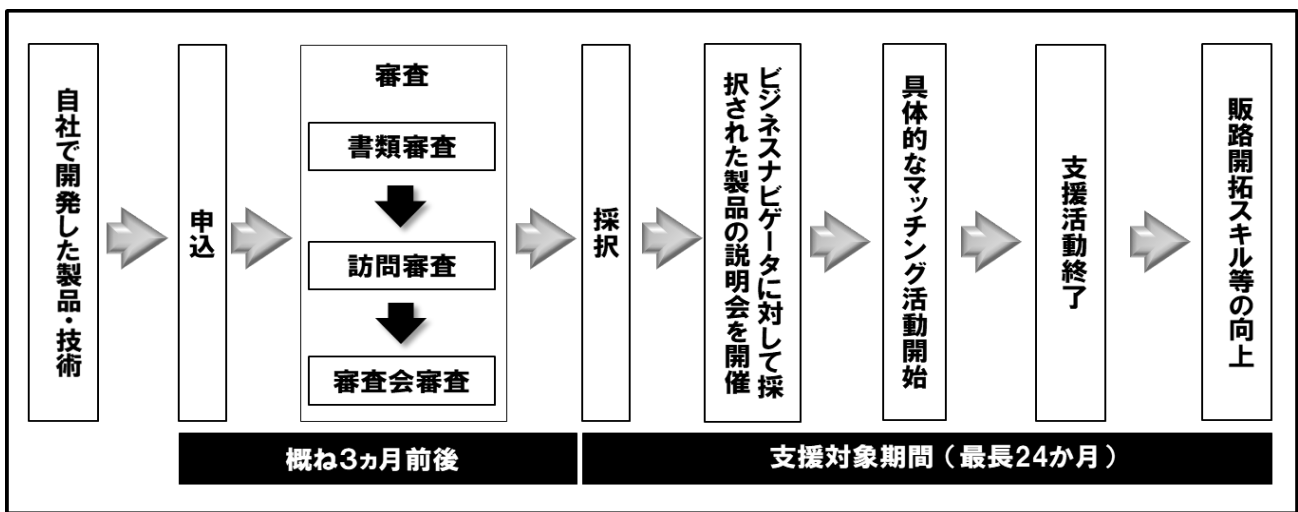 自社で開発した製品・技術
申込
審査
書類審査
訪問審査
審査会審査
採択
ビジネスナビゲータに対して採
択された製品の説明会を開催
具体的なマッチング活動開始
支援活動終了
販路開拓スキル等の向上
概ね3ヵ月前後
支援対象期間（最長24か月）